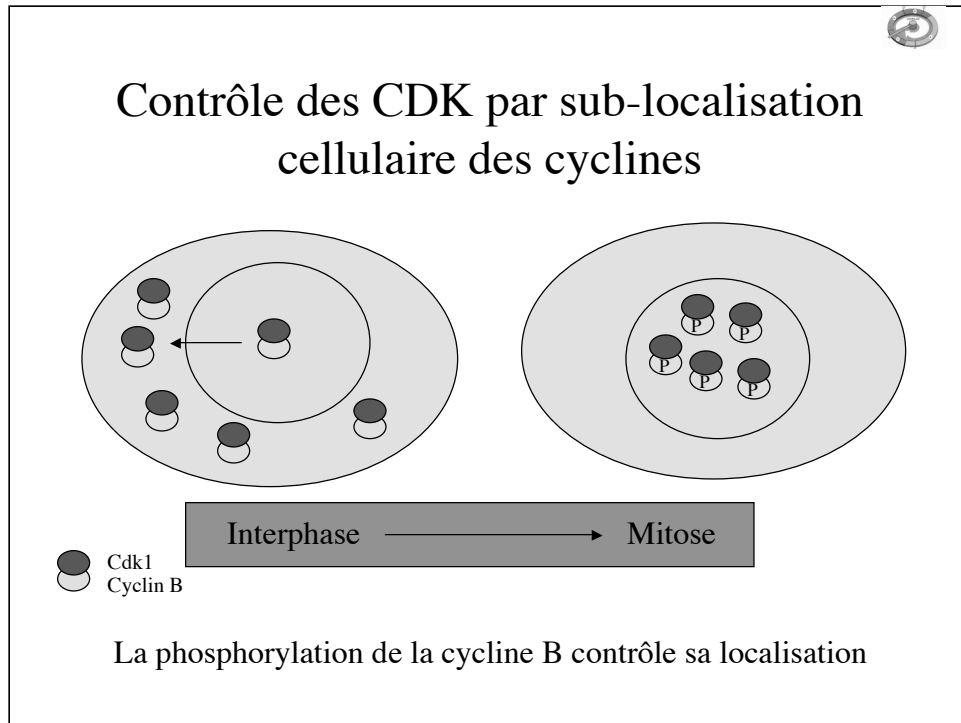 Contrôle des CDK par sub-localisation
cellulaire des cyclines
P
P
P
P
P
Interphase
Mitose
Cdk1
Cyclin B
La phosphorylation de la cycline B contrôle sa localisation